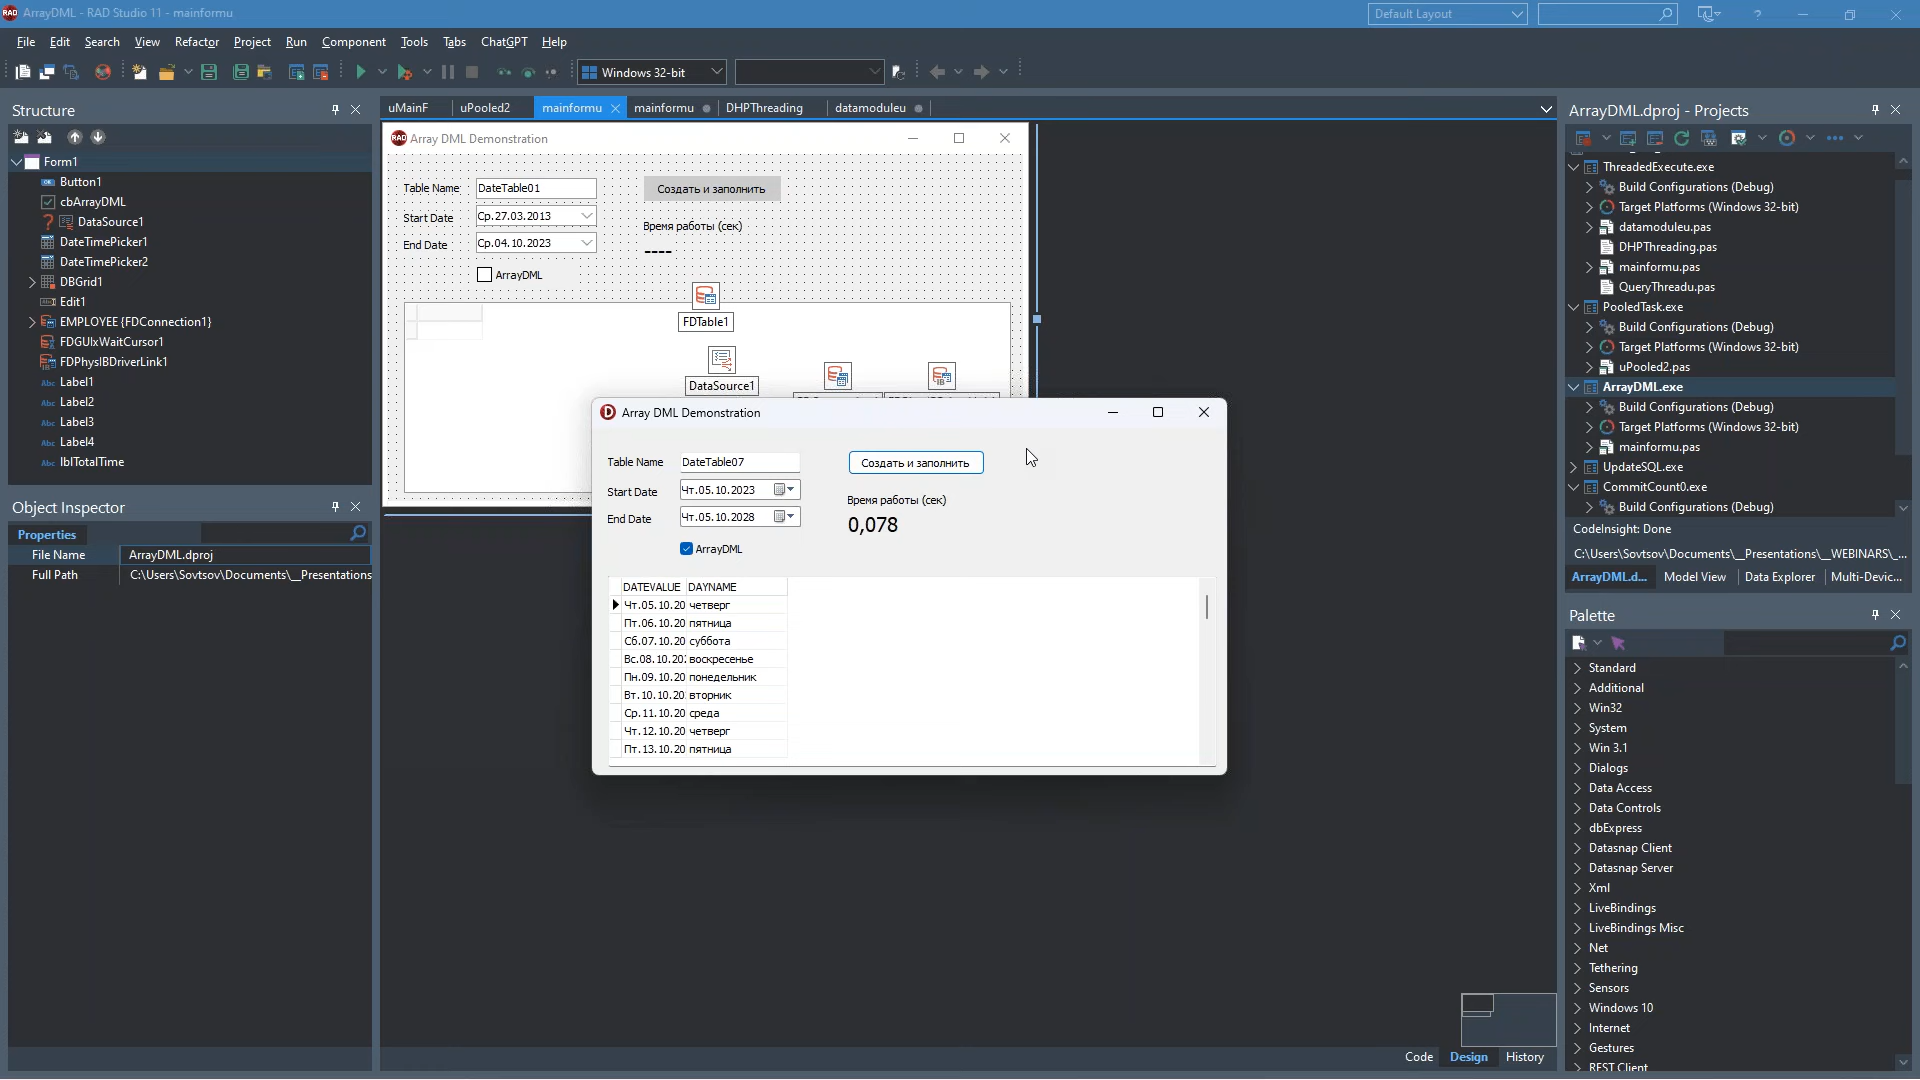 ArrayDML - RAD Studio 11 - mainformu
Default Layout
File Edit Search View Refactor Project Run Component Tools Tabs ChatGPT Help
Windows 32-bit
Structure
Form1
Button1
cbArrayDML
DataSource1
DateTimePicker1
DateTimePicker2
DBGrid1
Edit1
EMPLOYEE {FDConnection1}
FDGUIxWaitCursor1
FDPhysIBDriverLink1
Label1
Label2
Label3
Label4
lblTotalTime
Object Inspector
Properties
File Name ArrayDML.dproj
Full Path C:\Users\Sovtsov\Documents\__Presentations
uMainF uPooled2 mainformu mainformu DHPThreading datamoduleu
Array DML Demonstration
Table Name DateTable01 Создать и заполнить
Start Date Ср.27.03.2013
Время работы (сек)
End Date Ср.04.10.2023
----
ArrayDML
FDTable1
DataSource1
Array DML Demonstration
Table Name DateTable07 Создать и заполнить
Start Date Чт.05.10.2023
Время работы (сек)
End Date Чт.05.10.2028
0,078
ArrayDML
DATEVALUE DAYNAME
Чт.05.10.20 четверг
Пт.06.10.20 пятница
Сб.07.10.20 суббота
Вс.08.10.20 воскресенье
Пн.09.10.20 понедельник
Вт.10.10.20 вторник
Ср.11.10.20 среда
Чт.12.10.20 четверг
Пт.13.10.20 пятница
Code Design History
ArrayDML.dproj - Projects
ThreadedExecute.exe
Build Configurations (Debug)
Target Platforms (Windows 32-bit)
datamoduleu.pas
DHPThreading.pas
mainformu.pas
QueryThreadu.pas
PooledTask.exe
Build Configurations (Debug)
Target Platforms (Windows 32-bit)
uPooled2.pas
ArrayDML.exe
Build Configurations (Debug)
Target Platforms (Windows 32-bit)
mainformu.pas
UpdateSQL.exe
CommitCount0.exe
Build Configurations (Debug)
CodeInsight: Done
C:\Users\Sovtsov\Documents\__Presentations\__WEBINARS\_...
ArrayDML.d... Model View Data Explorer Multi-Devic...
Palette
Standard
Additional
Win32
System
Win 3.1
Dialogs
Data Access
Data Controls
dbExpress
Datasnap Client
Datasnap Server
Xml
LiveBindings
LiveBindings Misc
Net
Tethering
Sensors
Windows 10
Internet
Gestures
REST Client